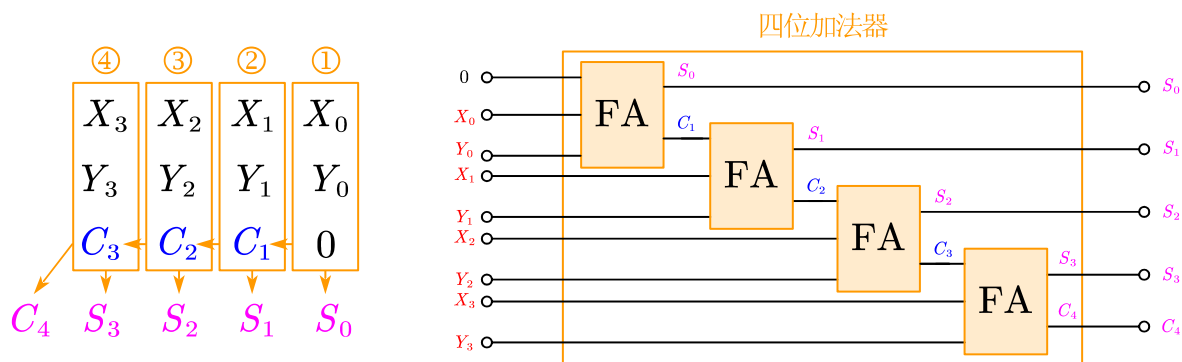 ④ ③ ② ①
X₃ X₂ X₁ X₀
Y₃ Y₂ Y₁ Y₀
C₃ C₂ C₁ 0
C₄ S₃ S₂ S₁ S₀
四位加法器
0
X₀
Y₀
X₁
Y₁
X₂
Y₂
X₃
Y₃
FA
S₀
C₁
FA
S₁
C₂
FA
S₂
C₃
FA
S₃
C₄
S₀
S₁
S₂
S₃
C₄